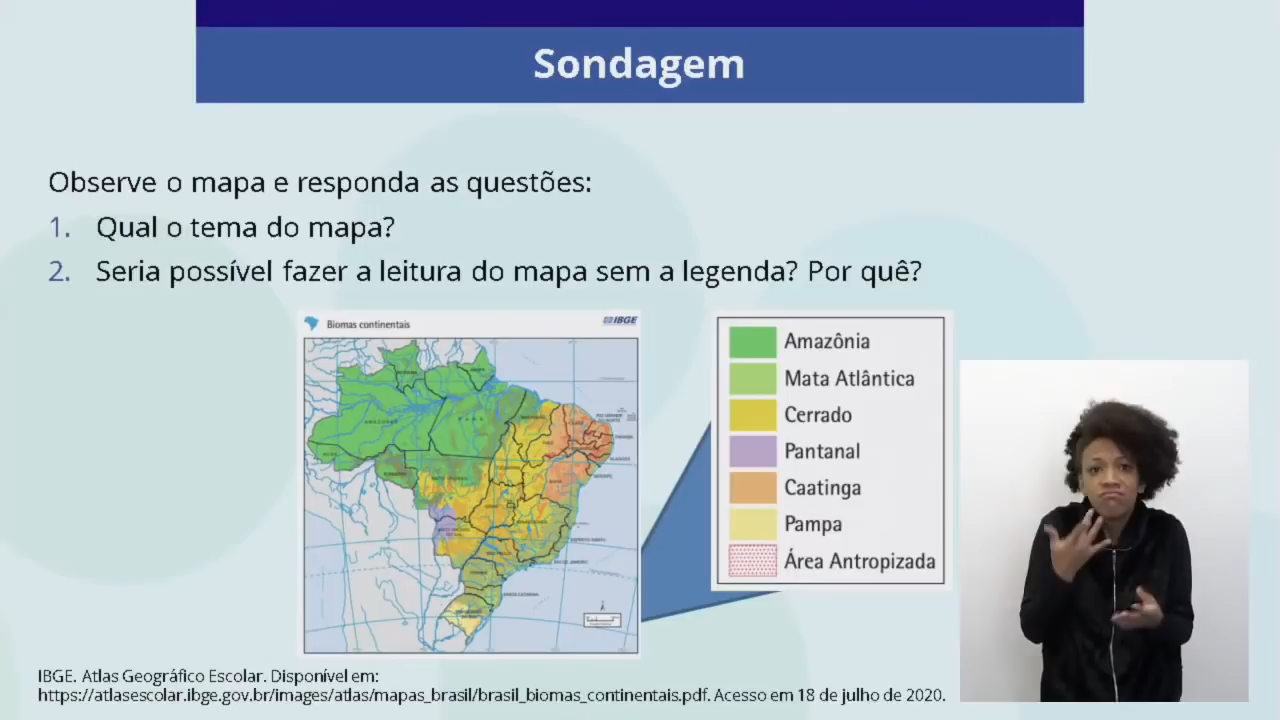 Sondagem
Observe o mapa e responda as questões:
1. Qual o tema do mapa?
2. Seria possível fazer a leitura do mapa sem a legenda? Por quê?
Biomas continentais
IBGE
Amazônia
Mata Atlântica
Cerrado
Pantanal
Caatinga
Pampa
Área Antropizada
IBGE. Atlas Geográfico Escolar. Disponível em:
https://atlasescolar.ibge.gov.br/images/atlas/mapas_brasil/brasil_biomas_continentais.pdf. Acesso em 18 de julho de 2020.